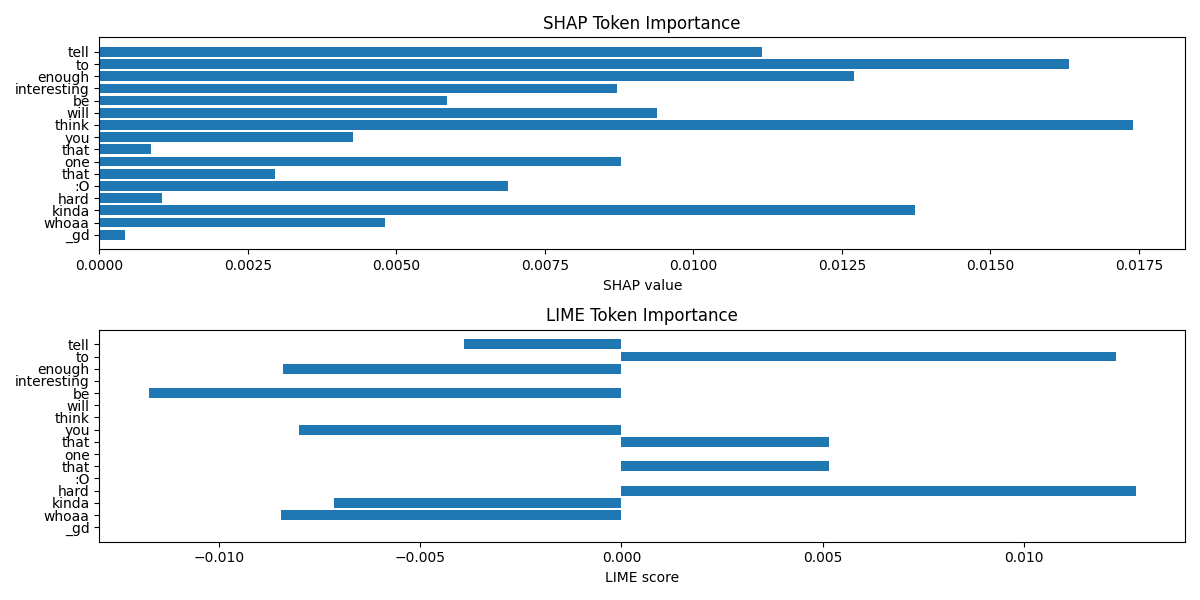 SHAP Token Importance
tell
to
enough
interesting
be
will
think
you
that
one
that
:O
hard
kinda
whoaa
_gd
0.0000 0.0025 0.0050 0.0075 0.0100 0.0125 0.0150 0.0175
SHAP value
LIME Token Importance
tell
to
enough
interesting
be
will
think
you
that
one
that
:O
hard
kinda
whoaa
_gd
−0.010 −0.005 0.000 0.005 0.010
LIME score